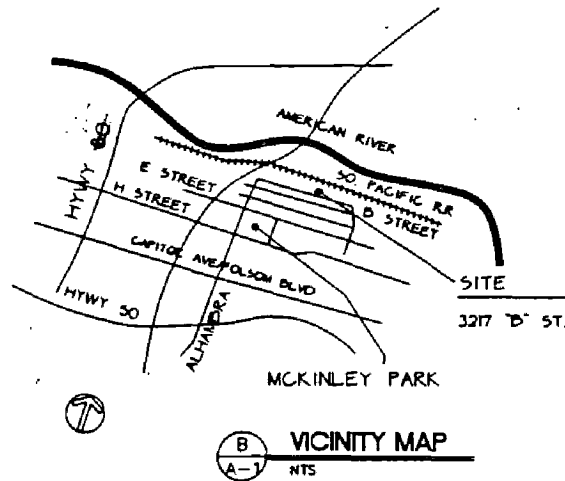 AMERICAN RIVER
SO. PACIFIC R.R
E STREET
H STREET
B STREET
HYWY 80
CAPITOL AVE/FOLSOM BLVD
HYWY 50
ALHAMBRA
SITE
3217 "B" ST.
MCKINLEY PARK
B
A-1
VICINITY MAP
NTS